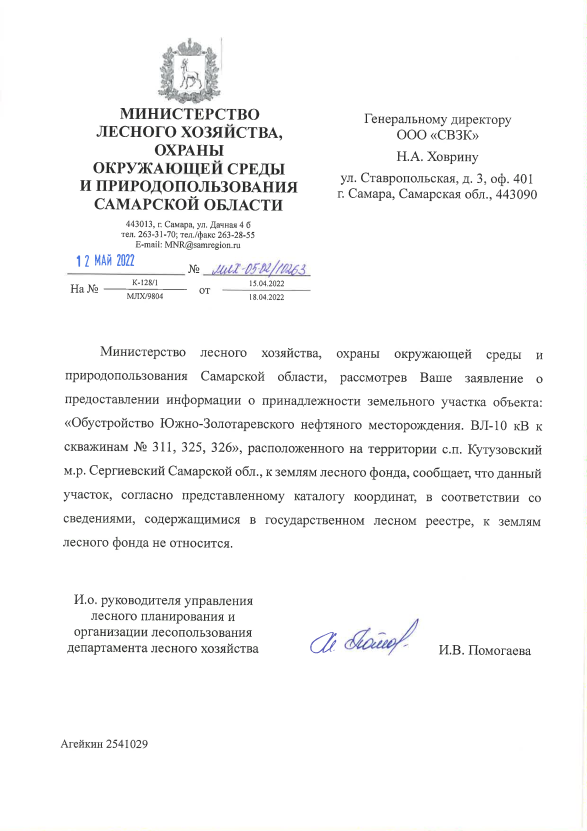 МИНИСТЕРСТВО
ЛЕСНОГО ХОЗЯЙСТВА,
ОХРАНЫ
ОКРУЖАЮЩЕЙ СРЕДЫ
И ПРИРОДОПОЛЬЗОВАНИЯ
САМАРСКОЙ ОБЛАСТИ
443013, г. Самара, ул. Дачная 4 б
тел. 263-31-70; тел./факс 263-28-55
E-mail: MNR@samregion.ru
12 МАЙ 2022 № МЛХ-05-02/10263
На № К-128/1 от 15.04.2022
МЛХ/9804 18.04.2022
Генеральному директору
ООО «СВЗК»
Н.А. Ховрину
ул. Ставропольская, д. 3, оф. 401
г. Самара, Самарская обл., 443090
Министерство лесного хозяйства, охраны окружающей среды и
природопользования Самарской области, рассмотрев Ваше заявление о
предоставлении информации о принадлежности земельного участка объекта:
«Обустройство Южно-Золотаревского нефтяного месторождения. ВЛ-10 кВ к
скважинам № 311, 325, 326», расположенного на территории с.п. Кутузовский
м.р. Сергиевский Самарской обл., к землям лесного фонда, сообщает, что данный
участок, согласно представленному каталогу координат, в соответствии со
сведениями, содержащимися в государственном лесном реестре, к землям
лесного фонда не относится.
И.о. руководителя управления
лесного планирования и
организации лесопользования
департамента лесного хозяйства
И.В. Помогаева
Агейкин 2541029